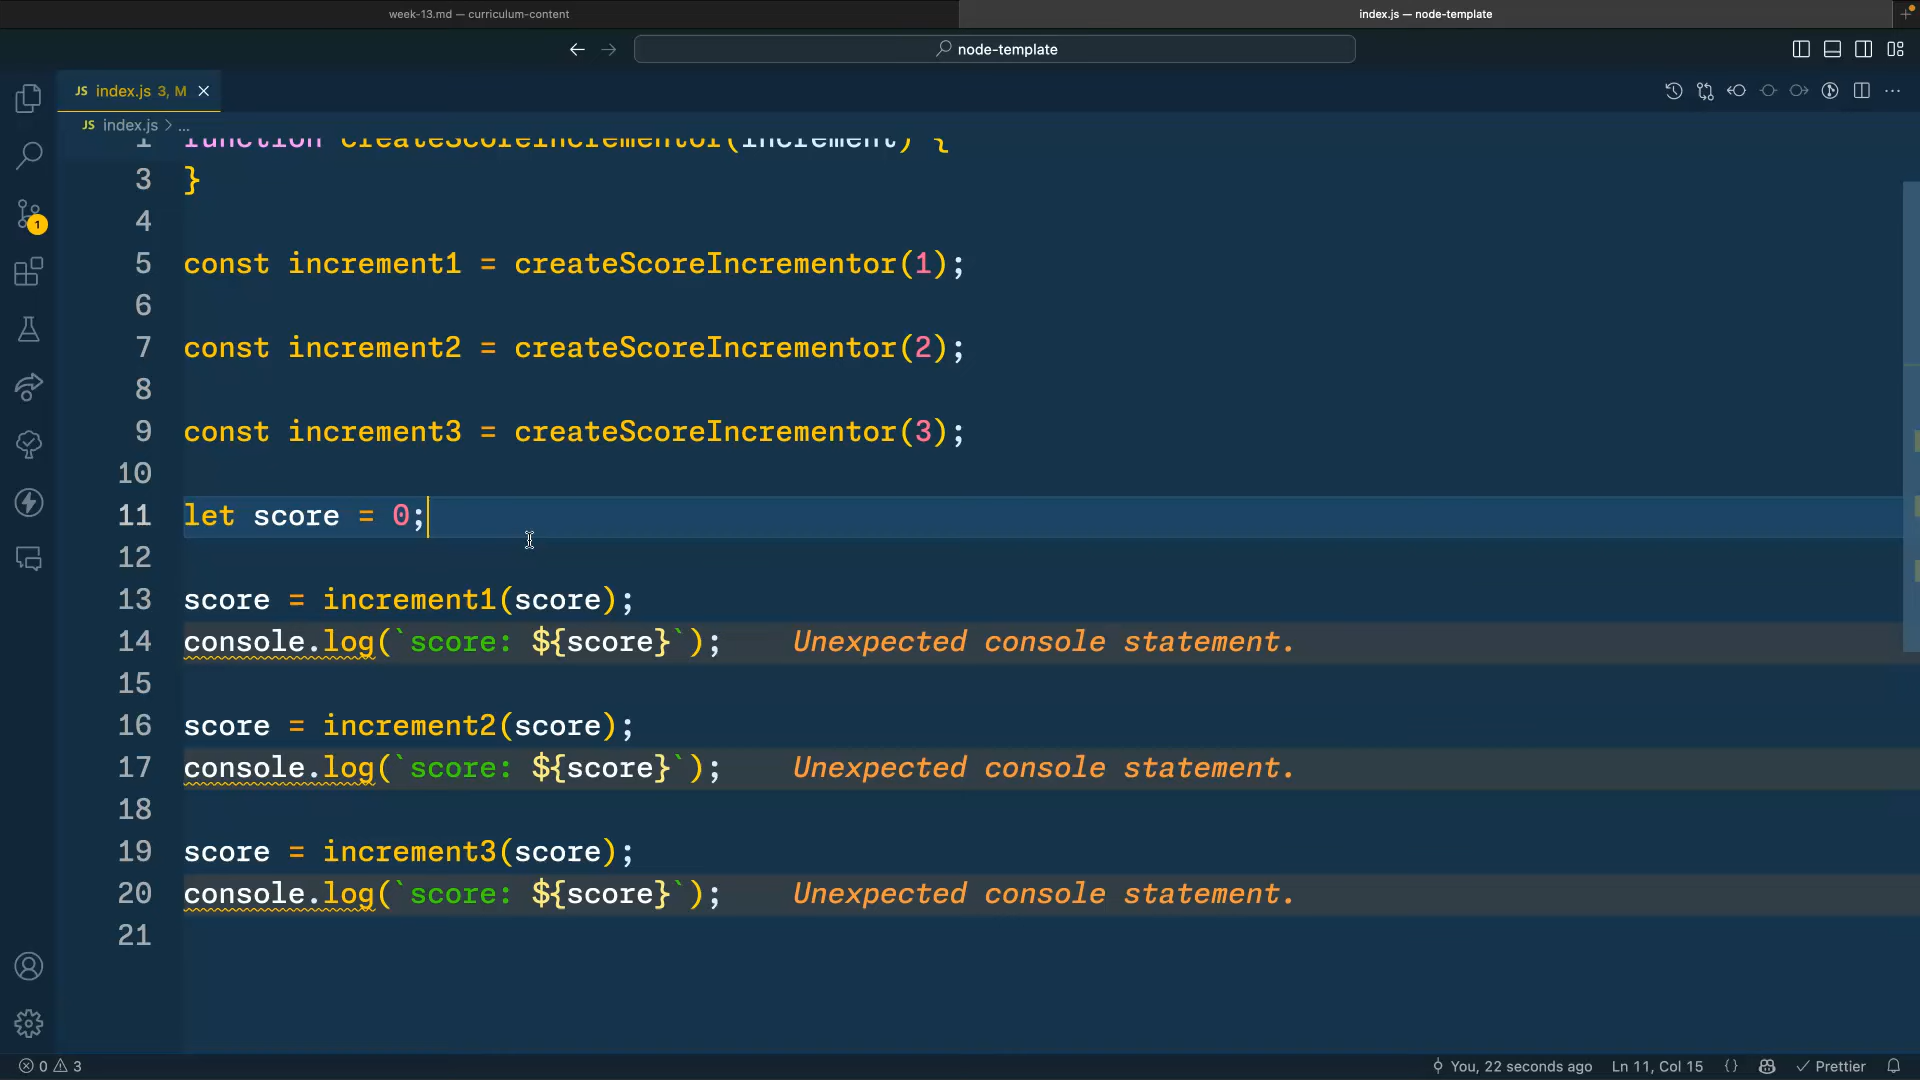 week-13.md — curriculum-content
index.js — node-template
node-template
JS index.js 3, M
JS index.js > ...
1 function createScoreIncrementor(increment) {
3 }
4
5 const increment1 = createScoreIncrementor(1);
6
7 const increment2 = createScoreIncrementor(2);
8
9 const increment3 = createScoreIncrementor(3);
10
11 let score = 0;
12
13 score = increment1(score);
14 console.log(`score: ${score}`); Unexpected console statement.
15
16 score = increment2(score);
17 console.log(`score: ${score}`); Unexpected console statement.
18
19 score = increment3(score);
20 console.log(`score: ${score}`); Unexpected console statement.
21
1
0 3 You, 22 seconds ago Ln 11, Col 15 {} Prettier